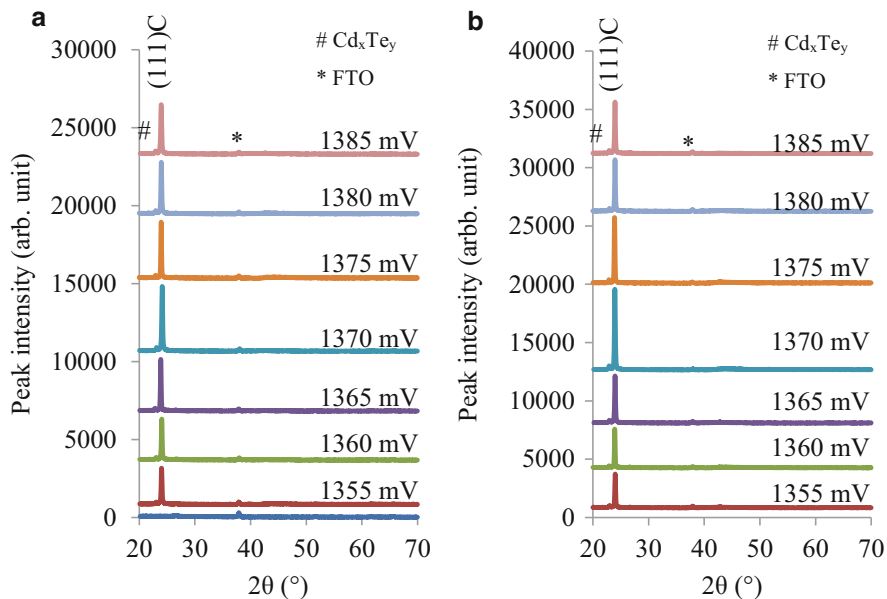 a
(111)C
# CdₓTeᵧ
* FTO
#
*
1385 mV
1380 mV
1375 mV
1370 mV
1365 mV
1360 mV
1355 mV
30000
25000
20000
15000
10000
5000
0
20 30 40 50 60 70
Peak intensity (arb. unit)
2θ (°)
b
(111)C
# CdₓTeᵧ
* FTO
#
*
1385 mV
1380 mV
1375 mV
1370 mV
1365 mV
1360 mV
1355 mV
40000
35000
30000
25000
20000
15000
10000
5000
0
20 30 40 50 60 70
Peak intensity (arbb. unit)
2θ (°)